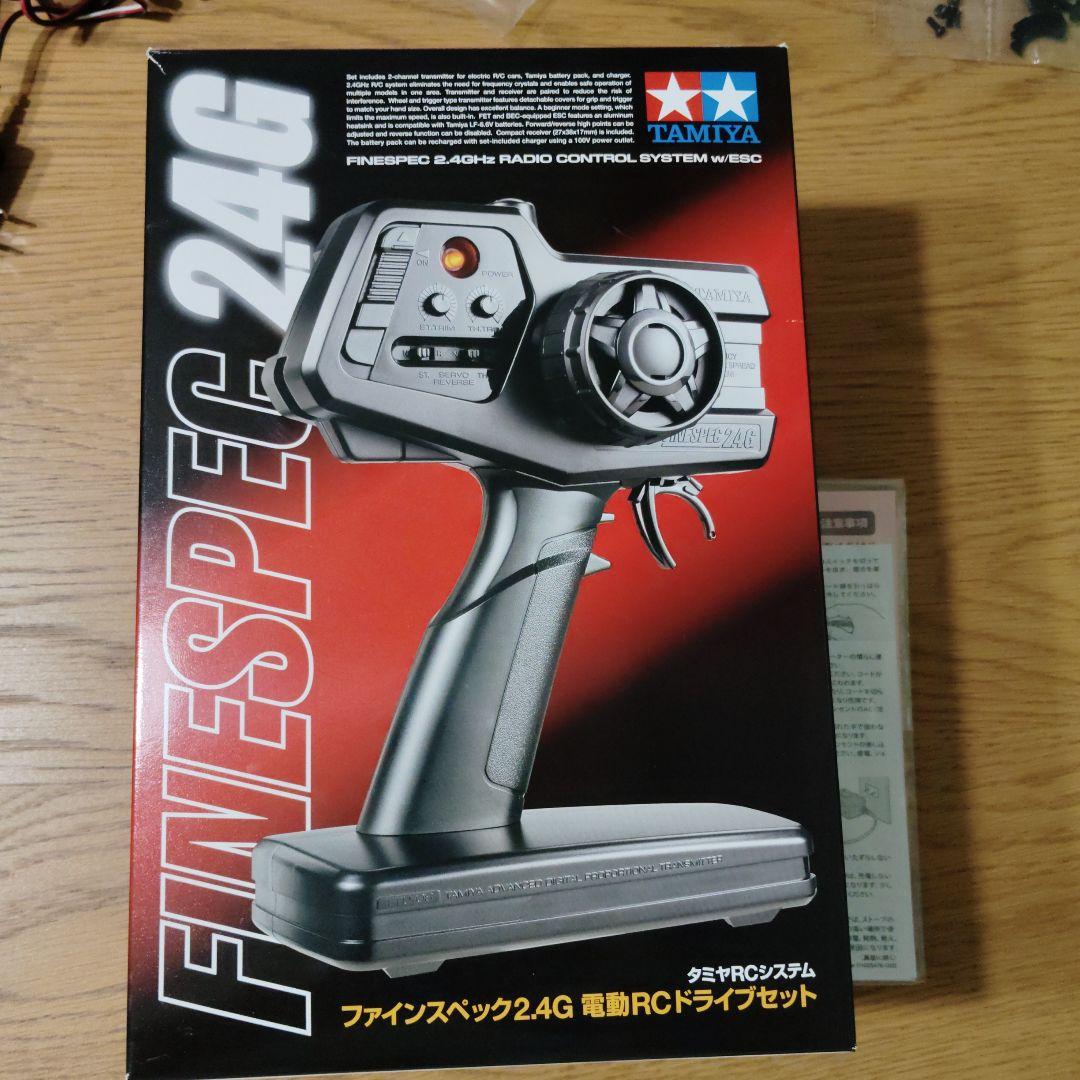 Set includes 2-channel transmitter for electric R/C cars, Tamiya battery pack, and charger.
2.4GHz R/C system eliminates the need for frequency crystals and enables safe operation of
multiple models in one area. Transmitter and receiver are paired to reduce the risk of
interference. Wheel and trigger type transmitter features detachable covers for grip and trigger
to match your hand size. Overall design has excellent balance. A beginner mode setting, which
limits the maximum speed, is also built-in. FET and BEC-equipped ESC features an aluminum
heatsink and is compatible with Tamiya LF-6.6V batteries. Forward/reverse high points can be
adjusted and reverse function can be disabled. Compact receiver (27x36x17mm) is included.
The battery pack can be recharged with set-included charger using a 100V power outlet.
TAMIYA
FINESPEC 2.4GHz RADIO CONTROL SYSTEM w/ESC
FINESPEC 2.4G
ON
POWER
ST.TRIM
ST. SERVO
REVERSE
TAMIYA
SPREAD
FINESPEC 2.4G
TAMIYA ADVANCED DIGITAL PROPORTIONAL TRANSMITTER
タミヤRCシステム
ファインスペック2.4G 電動RCドライブセット
注意事項